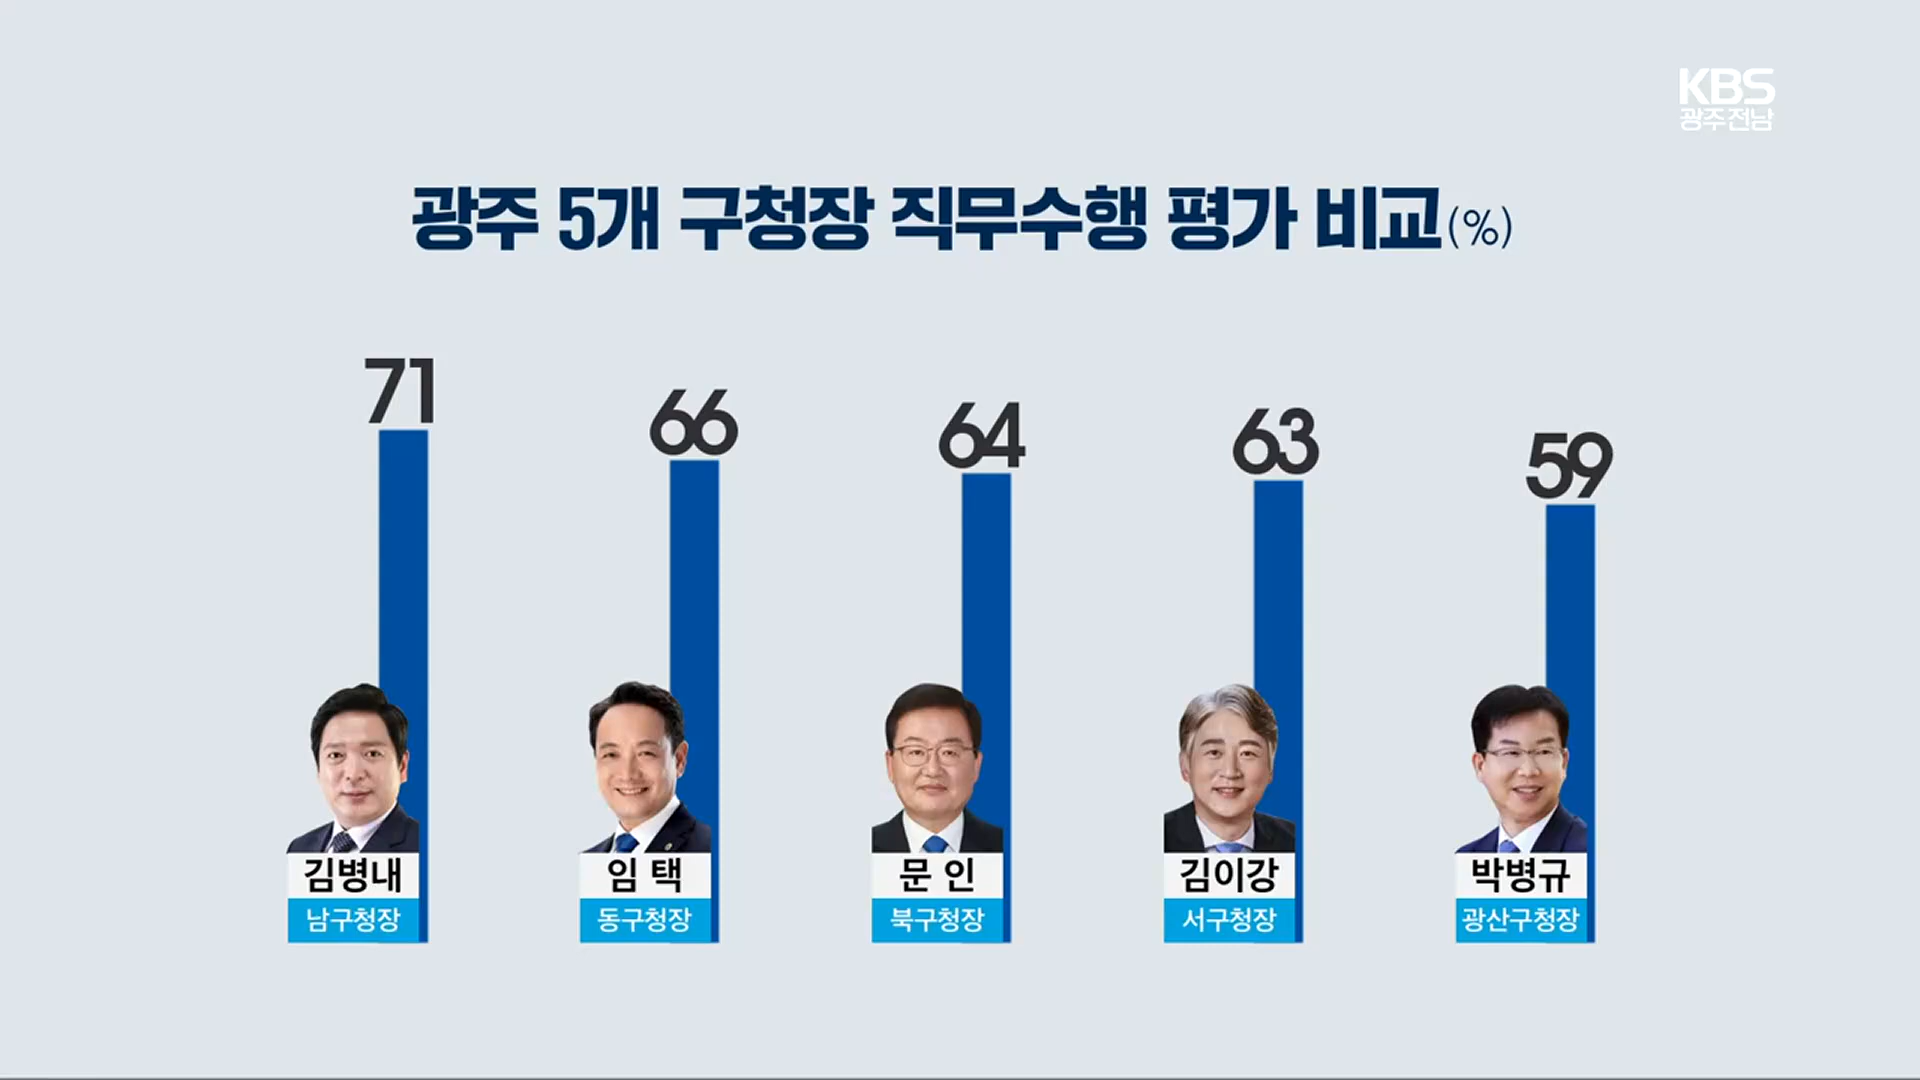 KBS
광주전남
광주 5개 구청장 직무수행 평가 비교(%)
71
66
64
63
59
김병내
임 택
문 인
김이강
박병규
남구청장
동구청장
북구청장
서구청장
광산구청장